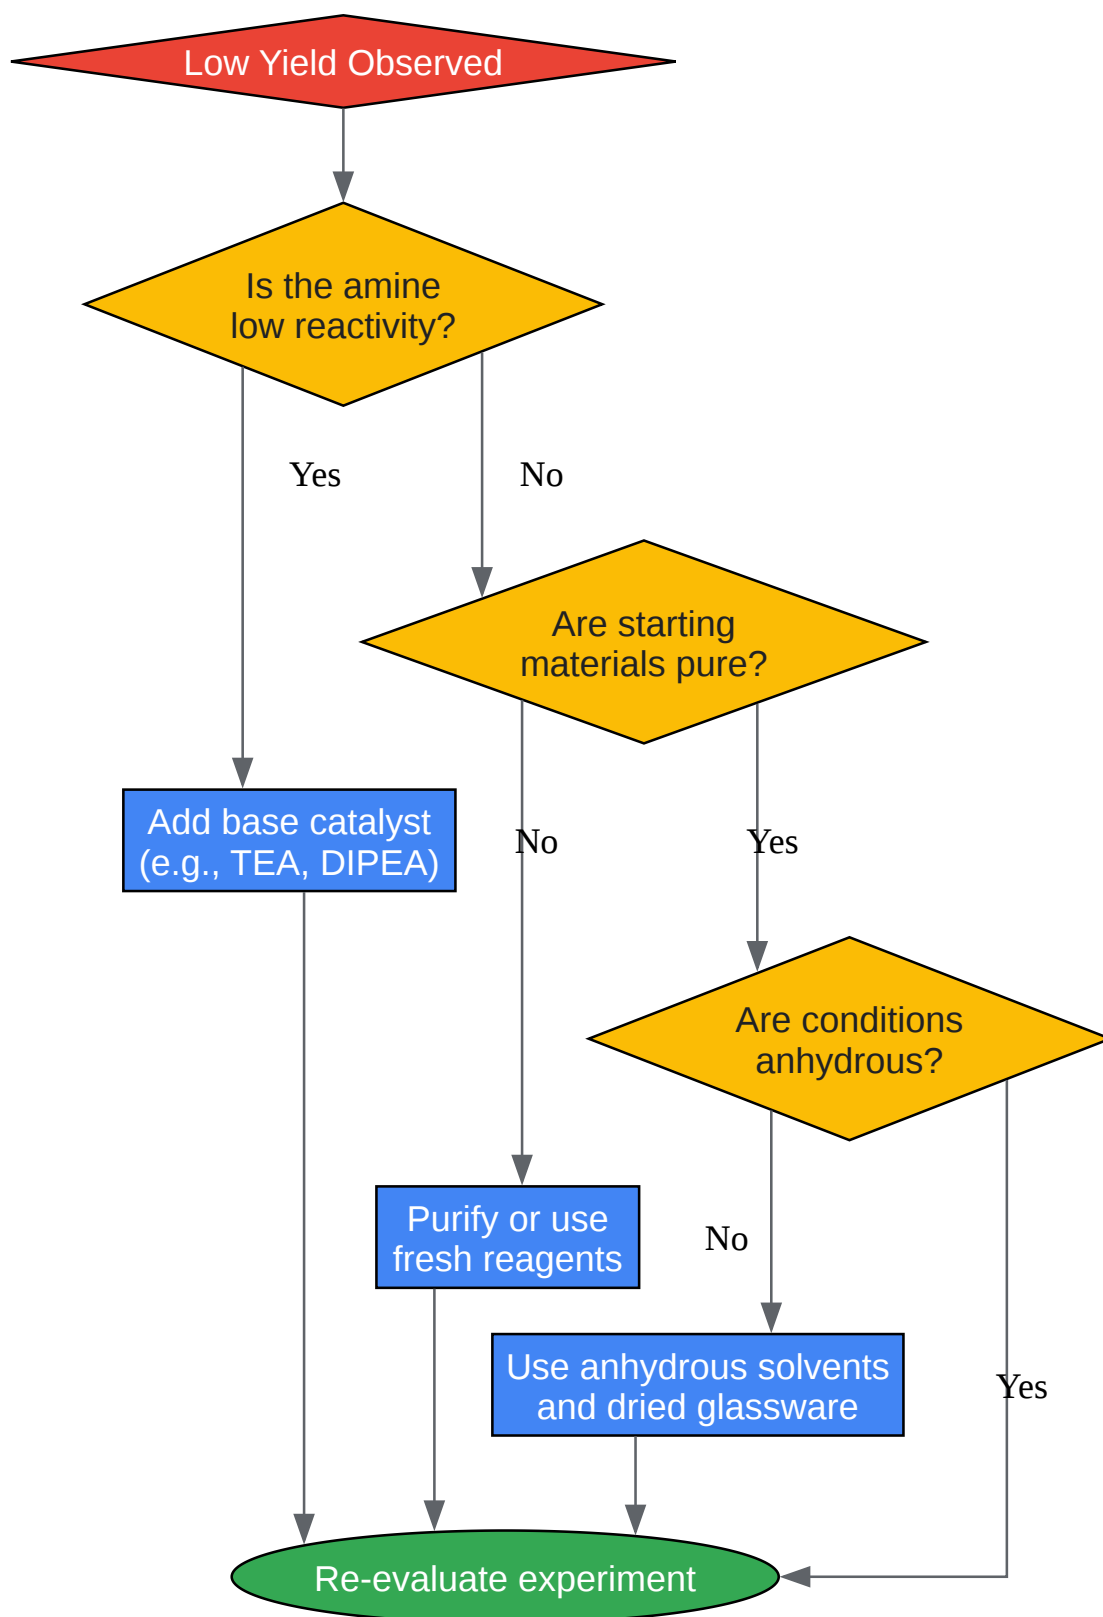 Low Yield Observed
Is the amine
low reactivity?
Yes
No
Are starting
materials pure?
Add base catalyst
(e.g., TEA, DIPEA)
No
Yes
Are conditions
anhydrous?
Purify or use
fresh reagents
No
Use anhydrous solvents
and dried glassware
Yes
Re-evaluate experiment